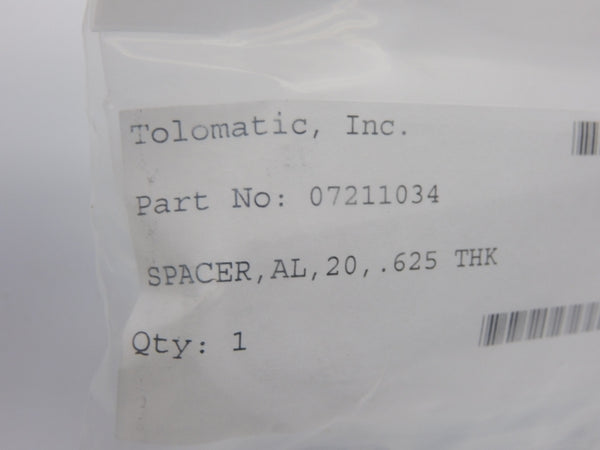 Tolomatic, Inc.
Part No: 07211034
SPACER,AL,20,.625 THK
Qty: 1